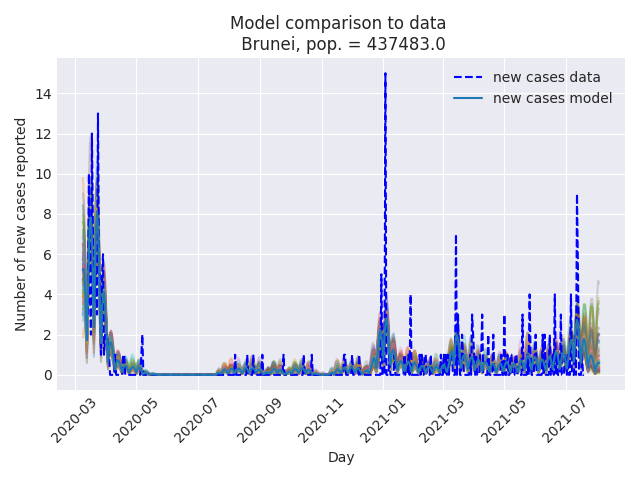 Model comparison to data
Brunei, pop. = 437483.0
new cases data
new cases model
Number of new cases reported
14
12
10
8
6
4
2
0
2020-03
2020-05
2020-07
2020-09
2020-11
2021-01
2021-03
2021-05
2021-07
Day